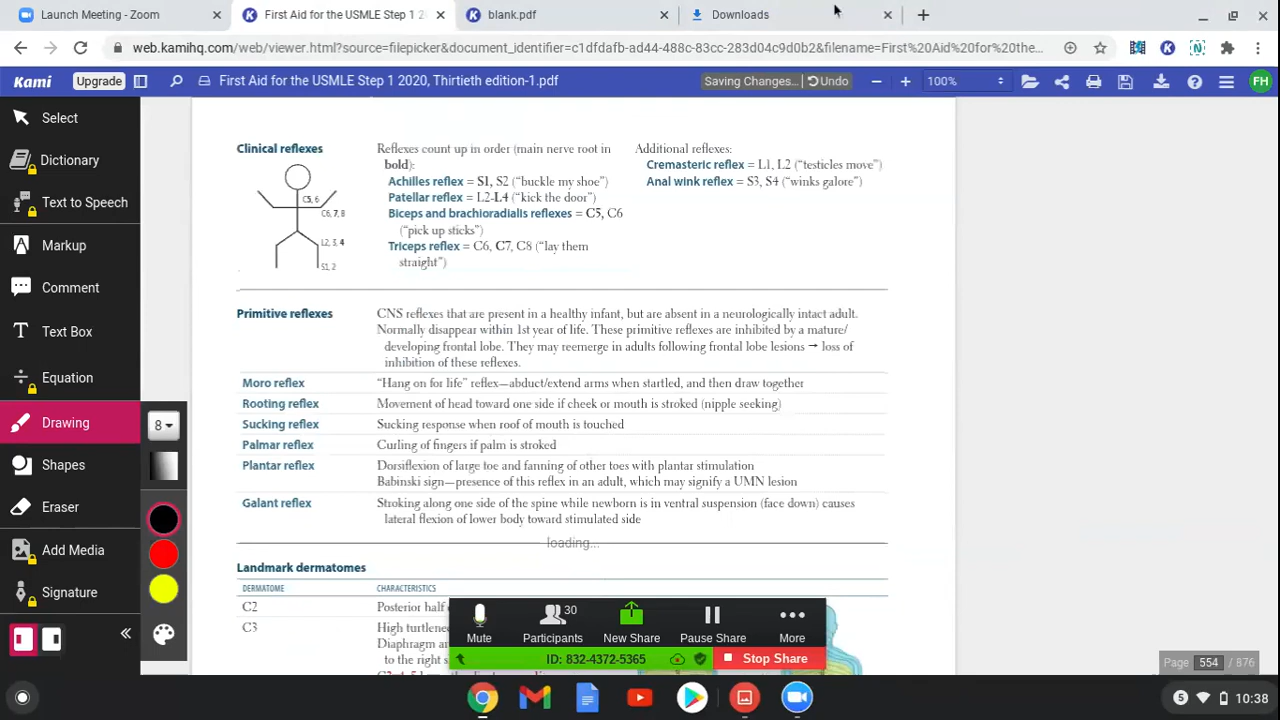 Launch Meeting - Zoom
First Aid for the USMLE Step 1 2
blank.pdf
Downloads
web.kamihq.com/web/viewer.html?source=filepicker&document_identifier=c1dfdafb-ad44-488c-83cc-283d04c9d0b2&filename=First%20Aid%20for%20the...
Kami
Upgrade
First Aid for the USMLE Step 1 2020, Thirtieth edition-1.pdf
Saving Changes...
Undo
100%
FH
Select
Dictionary
Text to Speech
Markup
Comment
Text Box
Equation
Drawing
8
Shapes
Eraser
Add Media
Signature
Clinical reflexes
C5, 6
C6, 7, 8
L2, 3, 4
S1, 2
Reflexes count up in order (main nerve root in
bold):
Achilles reflex = S1, S2 (“buckle my shoe”)
Patellar reflex = L2-L4 (“kick the door”)
Biceps and brachioradialis reflexes = C5, C6
(“pick up sticks”)
Triceps reflex = C6, C7, C8 (“lay them
straight”)
Additional reflexes:
Cremasteric reflex = L1, L2 (“testicles move”)
Anal wink reflex = S3, S4 (“winks galore”)
Primitive reflexes
CNS reflexes that are present in a healthy infant, but are absent in a neurologically intact adult.
Normally disappear within 1st year of life. These primitive reflexes are inhibited by a mature/
developing frontal lobe. They may reemerge in adults following frontal lobe lesions → loss of
inhibition of these reflexes.
Moro reflex
“Hang on for life” reflex—abduct/extend arms when startled, and then draw together
Rooting reflex
Movement of head toward one side if cheek or mouth is stroked (nipple seeking)
Sucking reflex
Sucking response when roof of mouth is touched
Palmar reflex
Curling of fingers if palm is stroked
Plantar reflex
Dorsiflexion of large toe and fanning of other toes with plantar stimulation
Babinski sign—presence of this reflex in an adult, which may signify a UMN lesion
Galant reflex
Stroking along one side of the spine while newborn is in ventral suspension (face down) causes
lateral flexion of lower body toward stimulated side
loading...
Landmark dermatomes
DERMATOME
CHARACTERISTICS
C2
Posterior half
C3
High turtlene
Diaphragm an
to the right s
Mute
30
Participants
New Share
Pause Share
More
ID: 832-4372-5365
Stop Share
Page 554 / 876
5
10:38